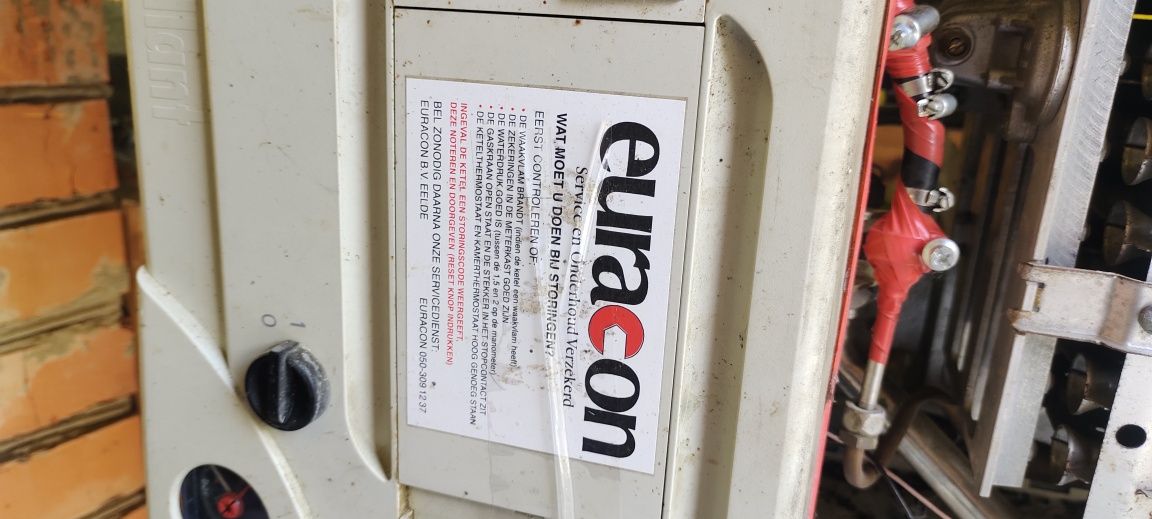 euracon
Service en Onderhoud Verzekerd
WAT MOET U DOEN BIJ STORINGEN?
EERST CONTROLEREN OF:
• DE WAAKVLAM BRANDT (indien de ketel een waakvlam heeft)
• DE ZEKERINGEN IN DE METERKAST GOED ZIJN
• DE WATERDRUK GOED IS (tussen de 1,5 en 2 op de manometer)
• DE GASKRAAN OPEN STAAT EN DE STEKKER IN HET STOPCONTACT ZIT
• DE KETELTHERMOSTAAT EN KAMERTHERMOSTAAT HOOG GENOEG STAAN
INGEVAL DE KETEL EEN STORINGSCODE WEERGEEFT,
DEZE NOTEREN EN DOORGEVEN (RESET KNOP INDRUKKEN)
BEL ZONODIG DAARNA ONZE SERVICEDIENST:
EURACON B.V. EELDE EURACON 050-309 12 37
1
0